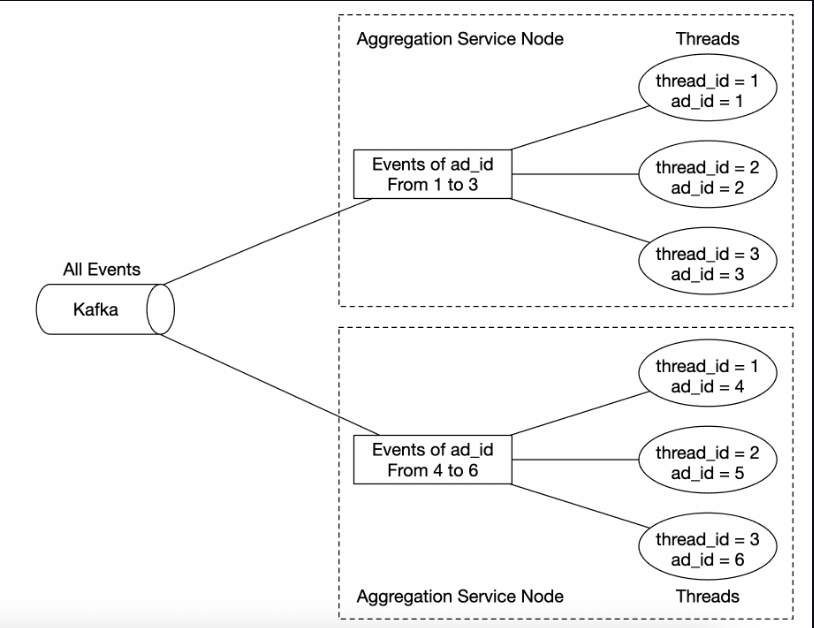 Aggregation Service Node
Threads
thread_id = 1
ad_id = 1
Events of ad_id
From 1 to 3
thread_id = 2
ad_id = 2
thread_id = 3
ad_id = 3
All Events
Kafka
thread_id = 1
ad_id = 4
Events of ad_id
From 4 to 6
thread_id = 2
ad_id = 5
thread_id = 3
ad_id = 6
Aggregation Service Node
Threads